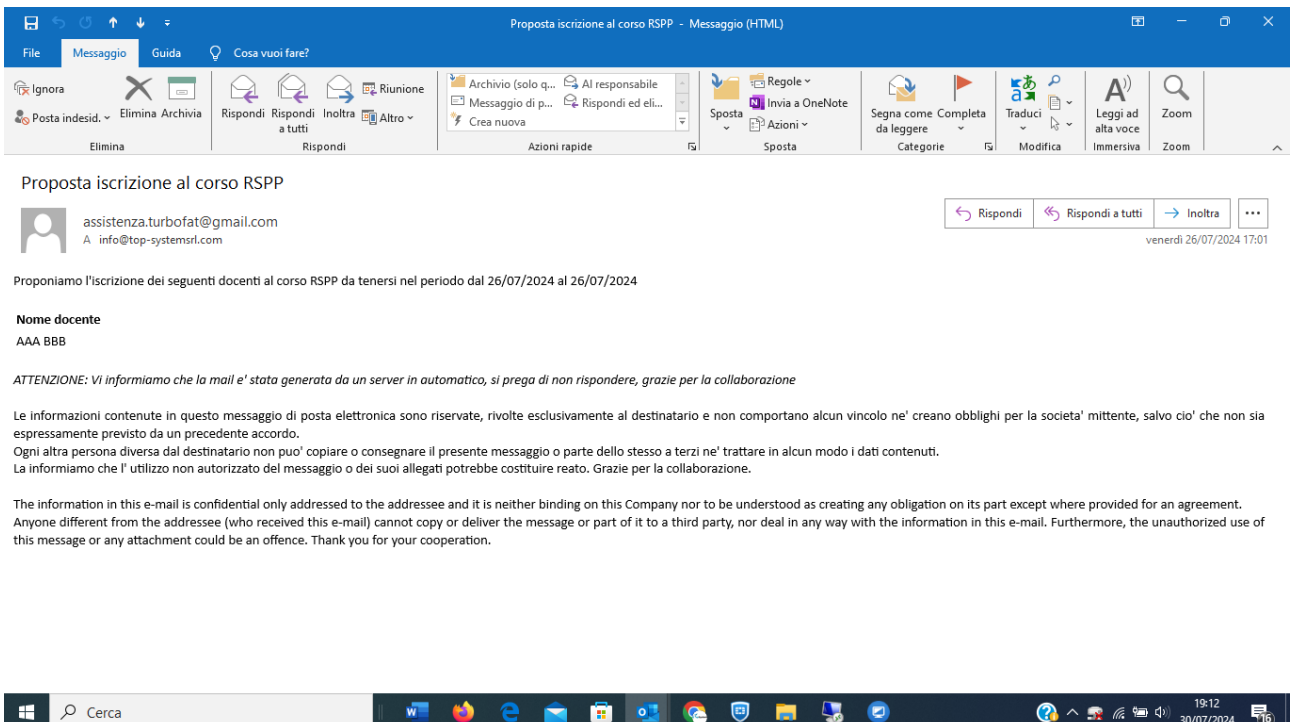 Proposta iscrizione al corso RSPP - Messaggio (HTML)
File Messaggio Guida Cosa vuoi fare?
Ignora
Posta indesid.
Elimina Archivia
Elimina
Rispondi Rispondi a tutti Inoltra
Riunione
Altro
Rispondi
Archivio (solo q... Al responsabile
Messaggio di p... Rispondi ed eli...
Crea nuova
Azioni rapide
Sposta
Regole
Invia a OneNote
Azioni
Sposta
Segna come da leggere Completa
Categorie
Traduci
Modifica
Leggi ad alta voce
Immersiva
Zoom
Zoom
Proposta iscrizione al corso RSPP
assistenza.turbofat@gmail.com
A info@top-systemsrl.com
Rispondi Rispondi a tutti Inoltra
venerdì 26/07/2024 17:01
Proponiamo l'iscrizione dei seguenti docenti al corso RSPP da tenersi nel periodo dal 26/07/2024 al 26/07/2024
Nome docente
AAA BBB
ATTENZIONE: Vi informiamo che la mail e' stata generata da un server in automatico, si prega di non rispondere, grazie per la collaborazione
Le informazioni contenute in questo messaggio di posta elettronica sono riservate, rivolte esclusivamente al destinatario e non comportano alcun vincolo ne' creano obblighi per la societa' mittente, salvo cio' che non sia
espressamente previsto da un precedente accordo.
Ogni altra persona diversa dal destinatario non puo' copiare o consegnare il presente messaggio o parte dello stesso a terzi ne' trattare in alcun modo i dati contenuti.
La informiamo che l' utilizzo non autorizzato del messaggio o dei suoi allegati potrebbe costituire reato. Grazie per la collaborazione.
The information in this e-mail is confidential only addressed to the addressee and it is neither binding on this Company nor to be understood as creating any obligation on its part except where provided for an agreement.
Anyone different from the addressee (who received this e-mail) cannot copy or deliver the message or part of it to a third party, nor deal in any way with the information in this e-mail. Furthermore, the unauthorized use of
this message or any attachment could be an offence. Thank you for your cooperation.
Cerca
19:12
30/07/2024
16